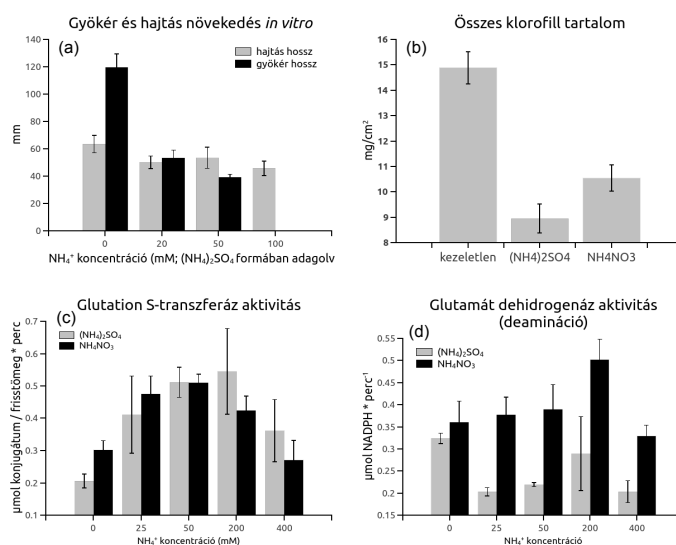 Gyökér és hajtás növekedés in vitro
(a)
hajtás hossz
gyökér hossz
mm
140
120
100
80
60
40
20
0
0 20 50 100
NH₄⁺ koncentráció (mM; (NH₄)₂SO₄ formában adagolv
Összes klorofill tartalom
(b)
mg/cm²
16
15
14
13
12
11
10
9
8
kezeletlen (NH4)2SO4 NH4NO3
Glutation S-transzferáz aktivitás
(c)
(NH₄)₂SO₄
NH₄NO₃
µmol konjugátum / frisstömeg * perc
0.7
0.6
0.5
0.4
0.3
0.2
0.1
0 25 50 200 400
NH₄⁺ koncentráció (mM)
Glutamát dehidrogenáz aktivitás
(deamináció)
(d)
(NH₄)₂SO₄
NH₄NO₃
µmol NADPH * perc⁻¹
0.55
0.5
0.45
0.4
0.35
0.3
0.25
0.2
0.15
0 25 50 200 400
NH₄⁺ koncentráció